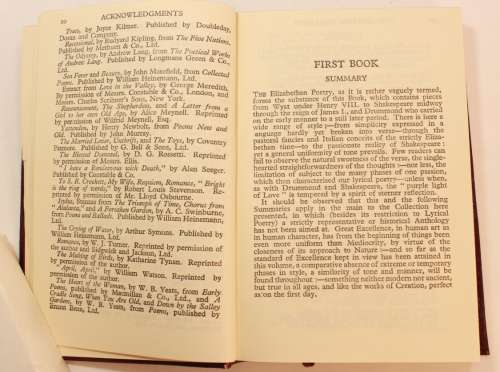 20 ACKNOWLEDGMENTS
Trees, by Joyce Kilmer. Published by Doubleday,
Doran and Company.
Recessional, by Rudyard Kipling, from The Five Nations.
Published by Methuen & Co., Ltd.
The Odyssey, by Andrew Lang, from The Poetical Works
of Andrew Lang. Published by Longmans Green & Co.,
Ltd.
Sea Fever and Beauty, by John Masefield, from Collected
Poems. Published by William Heinemann, Ltd.
Extract from Love in the Valley, by George Meredith,
By permission of Messrs. Constable & Co., London, and
Messrs. Charles Scribner's Sons, New York.
Renouncement, The Shepherdess, and A Letter from a
Girl to her own Old Age, by Alice Meynell. Reprinted
by permission of Wilfrid Meynell, Esq.
Yesterday, by Henry Newbolt, from Poems New and
Old. Published by John Murray.
The Married Lover, Departure, and The Toys, by Coventry
Patmore. Published by G. Bell & Sons, Ltd.
The Blessed Damozel, by D. G. Rossetti. Reprinted
by permission of Messrs. Ellis.
"I have a Rendezvous with Death," by Alan Seeger.
Published by Constable & Co.
To S. R. Crockett, My Wife, Requiem, Romance, "Bright
is the ring of words," by Robert Louis Stevenson. Re-
printed by permission of Mr. Lloyd Osbourne.
Itylus, Stanzas from The Triumph of Time, Chorus from
"Atalanta," and A Forsaken Garden, by A. C. Swinburne,
from Poems and Ballads. Published by William Heinemann,
Ltd.
The Crying of Water, by Arthur Symons. Published by
William Heinemann, Ltd.
Romance, by W. J. Turner. Reprinted by permission of
the author and Sidgwick and Jackson, Ltd.
The Making of Birds, by Katharine Tynan. Reprinted
by permission of the author.
"April, April," by William Watson. Reprinted by
permission of the author.
The Heart of the Woman, by W. B. Yeats, from Early
Poems, published by Macmillan & Co., Ltd., and A
Cradle Song, When You Are Old, and Down by the Salley
Gardens, by W. B. Yeats, from Poems, published by
Ltd.
FIRST BOOK
SUMMARY
THE Elizabethan Poetry, as it is rather vaguely termed,
forms the substance of this Book, which contains pieces
from Wyat under Henry VIII. to Shakespeare midway
through the reign of James I., and Drummond who carried
on the early manner to a still later period. There is here a
wide range of style;—from simplicity expressed in a
language hardly yet broken into verse—through the
pastoral fancies and Italian conceits of the strictly Eliza-
bethan time—to the passionate reality of Shakespeare:
yet a general uniformity of tone prevails. Few readers can
fail to observe the natural sweetness of the verse, the single-
hearted straightforwardness of the thoughts:—nor less, the
limitation of subject to the many phases of one passion,
which then characterised our lyrical poetry—unless when,
as with Drummond and Shakespeare, the "purple light
of Love" is tempered by a spirit of sterner reflection.
It should be observed that this and the following
Summaries apply in the main to the Collection here
presented, in which (besides its restriction to Lyrical
Poetry) a strictly representative or historical Anthology
has not been aimed at. Great Excellence, in human art as
in human character, has from the beginning of things been
even more uniform than Mediocrity, by virtue of the
closeness of its approach to Nature—and so far as the
standard of Excellence kept in view has been attained in
this volume, a comparative absence of extreme or temporary
phases in style, a similarity of tone and manner, will be
found throughout:—something neither modern nor ancient,
but true in all ages, and like the works of Creation, perfect
as on the first day.